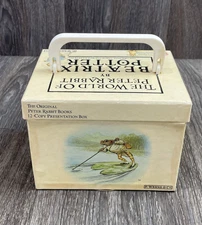 THE WORLD OF
PETER RABBIT
BY
BEATRIX
POTTER
THE ORIGINAL
PETER RABBIT BOOKS
12 COPY PRESENTATION BOX